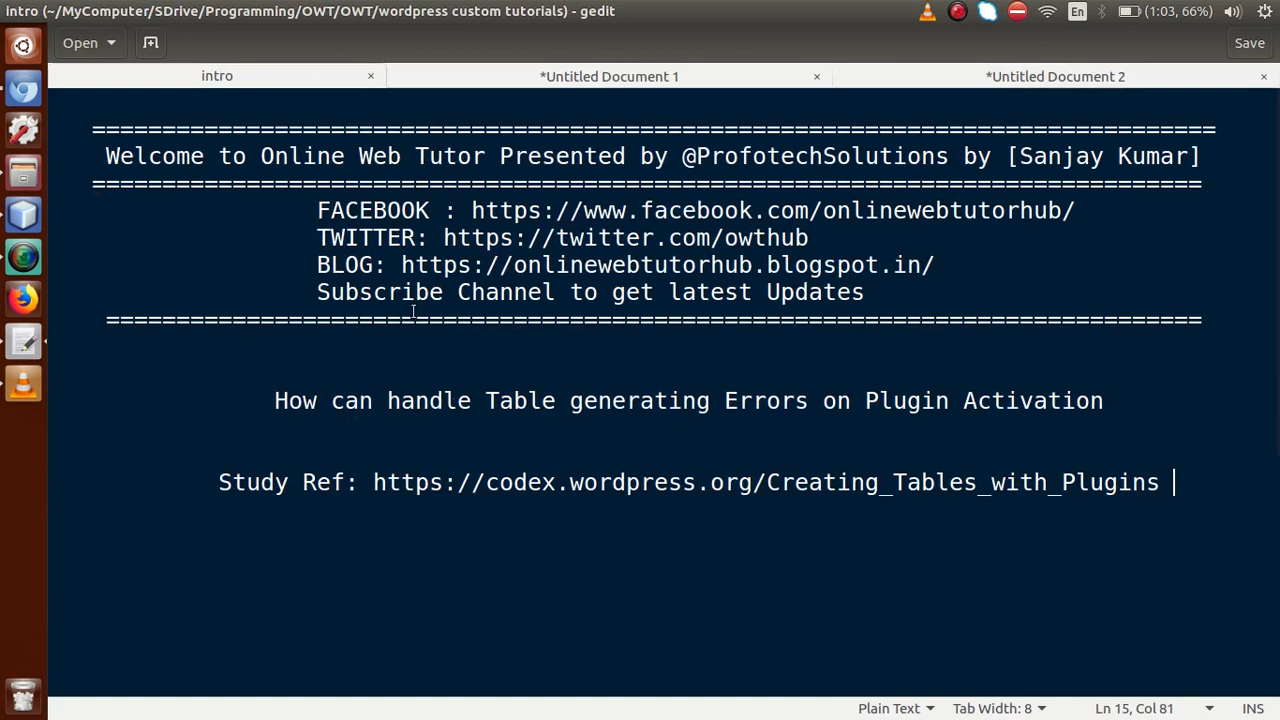 intro (~/MyComputer/SDrive/Programming/OWT/OWT/wordpress custom tutorials) - gedit
En
(1:03, 66%)
Open
Save
intro
*Untitled Document 1
*Untitled Document 2
================================================================================
Welcome to Online Web Tutor Presented by @ProfotechSolutions by [Sanjay Kumar]
===============================================================================
FACEBOOK : https://www.facebook.com/onlinewebtutorhub/
TWITTER: https://twitter.com/owthub
BLOG: https://onlinewebtutorhub.blogspot.in/
Subscribe Channel to get latest Updates
==============================================================================
How can handle Table generating Errors on Plugin Activation
Study Ref: https://codex.wordpress.org/Creating_Tables_with_Plugins
Plain Text
Tab Width: 8
Ln 15, Col 81
INS